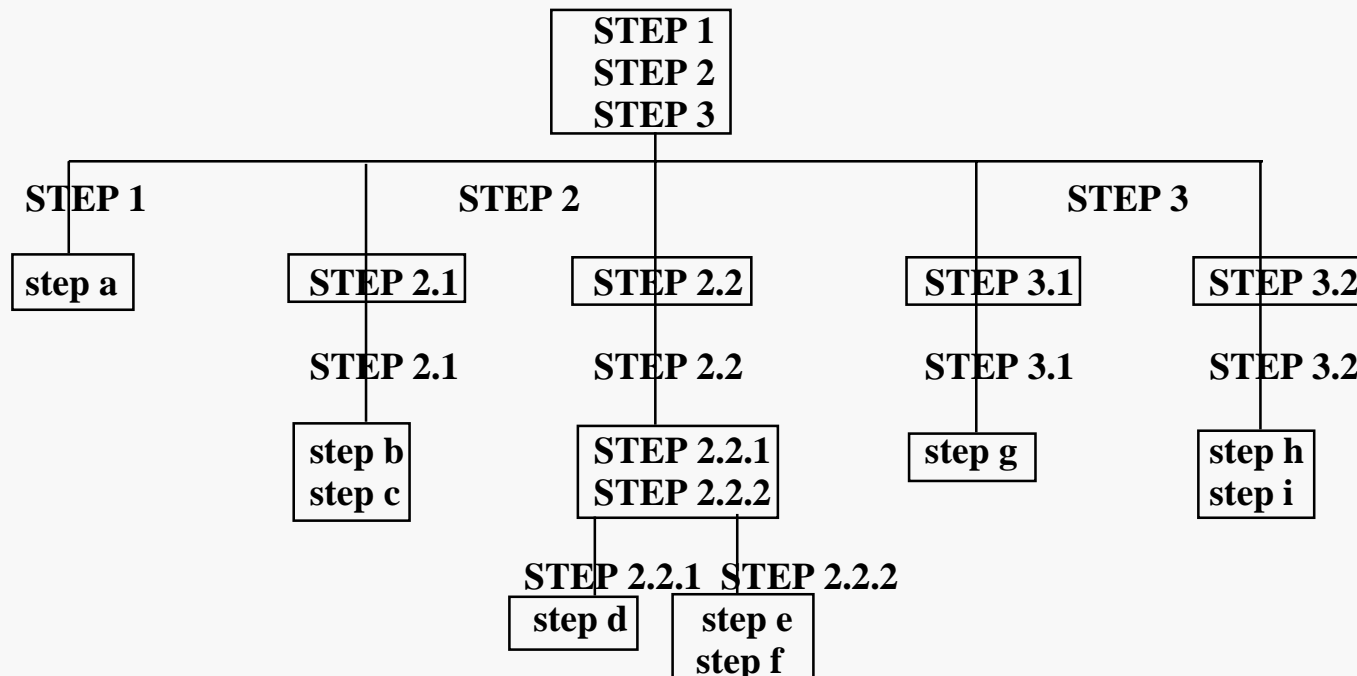 STEP 1
STEP 2
STEP 3
STEP 1 STEP 2 STEP 3
step a STEP 2.1 STEP 2.2 STEP 3.1 STEP 3.2
STEP 2.1 STEP 2.2 STEP 3.1 STEP 3.2
step b STEP 2.2.1 step g step h
step c STEP 2.2.2 step i
STEP 2.2.1 STEP 2.2.2
step d step e
step f